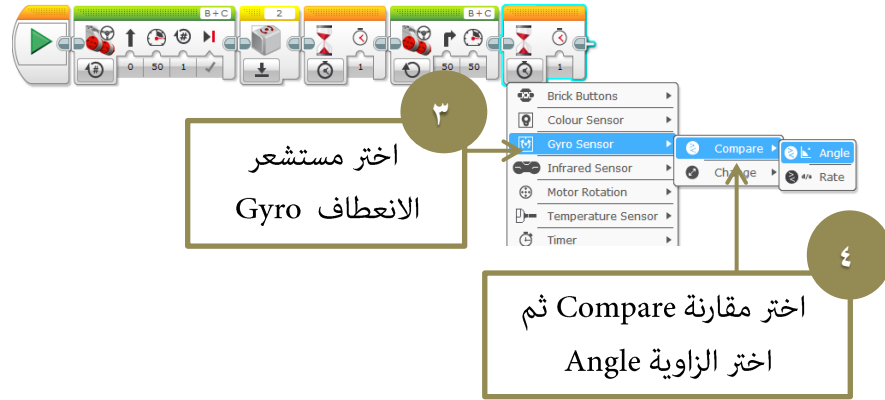 B+C
2
B+C
0 50 1
1
50 50
1
Brick Buttons
Colour Sensor
Gyro Sensor
Infrared Sensor
Motor Rotation
Temperature Sensor
Timer
Compare
Change
Angle
Rate
٣
اختر مستشعر
الانعطاف Gyro
٤
اختر مقارنة Compare ثم
اختر الزاوية Angle